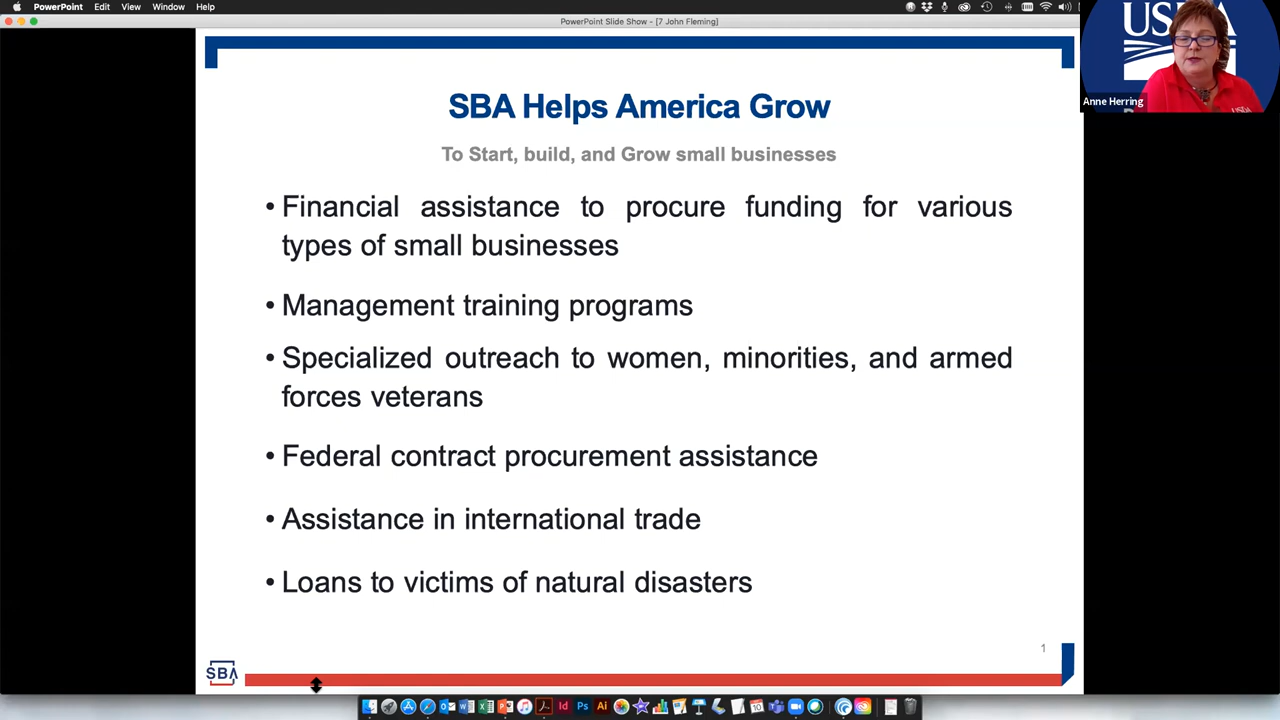 PowerPoint Edit View Window Help
PowerPoint Slide Show - [7 John Fleming]
USDA
Anne Herring
SBA Helps America Grow
To Start, build, and Grow small businesses
• Financial assistance to procure funding for various
types of small businesses
• Management training programs
• Specialized outreach to women, minorities, and armed
forces veterans
• Federal contract procurement assistance
• Assistance in international trade
• Loans to victims of natural disasters
1
SBA